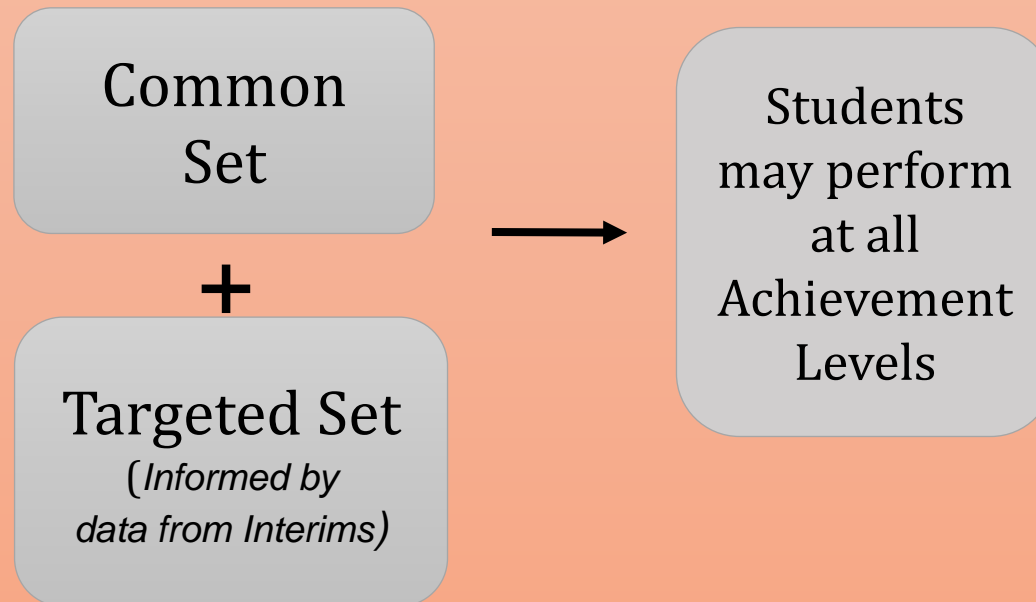 Common
Set
+
Targeted Set
(Informed by
data from Interims)
Students
may perform
at all
Achievement
Levels